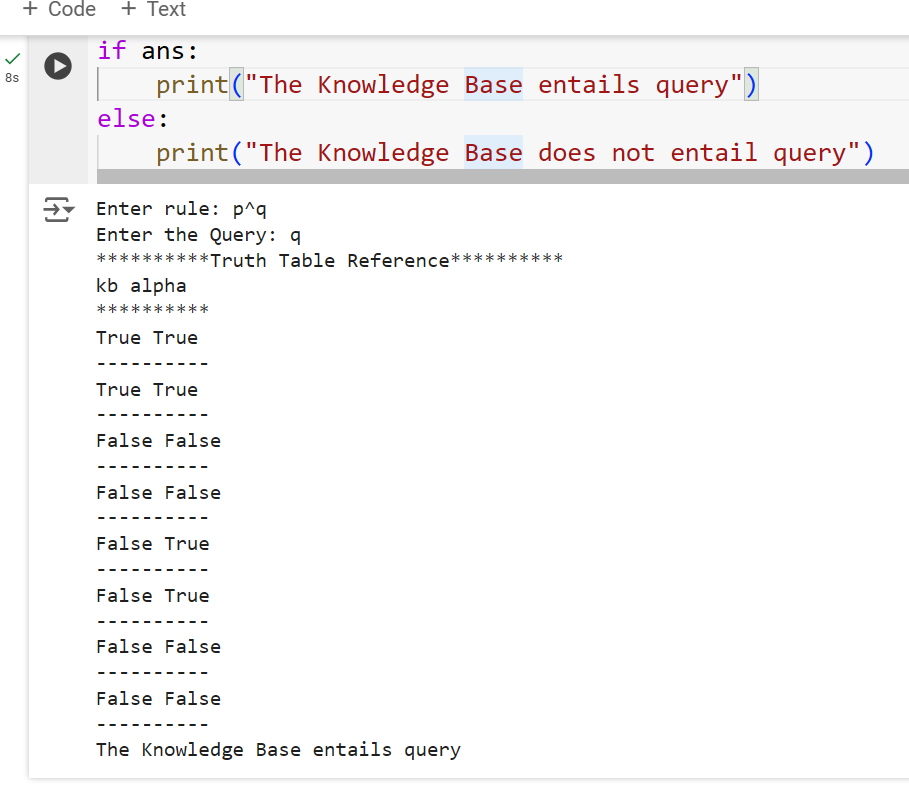 + Code + Text
8s
if ans:
    print("The Knowledge Base entails query")
else:
    print("The Knowledge Base does not entail query")
Enter rule: p^q
Enter the Query: q
**********Truth Table Reference**********
kb alpha
**********
True True
----------
True True
----------
False False
----------
False False
----------
False True
----------
False True
----------
False False
----------
False False
----------
The Knowledge Base entails query